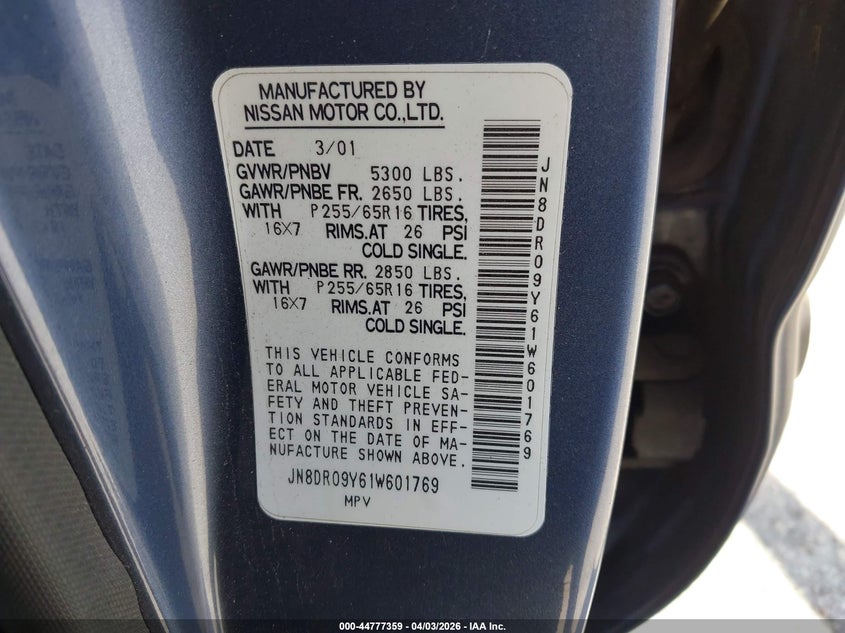 MANUFACTURED BY
NISSAN MOTOR CO.,LTD.
DATE 3/01
GVWR/PNBV 5300 LBS.
GAWR/PNBE FR. 2650 LBS.
WITH P255/65R16 TIRES,
16X7 RIMS.AT 26 PSI
COLD SINGLE.
GAWR/PNBE RR. 2850 LBS.
WITH P255/65R16 TIRES,
16X7 RIMS.AT 26 PSI
COLD SINGLE.
THIS VEHICLE CONFORMS
TO ALL APPLICABLE FED-
ERAL MOTOR VEHICLE SA-
FETY AND THEFT PREVEN-
TION STANDARDS IN EFF-
ECT ON THE DATE OF MA-
NUFACTURE SHOWN ABOVE.
JN8DR09Y61W601769
MPV
JN8DR09Y61W601769
000-44777359 - 04/03/2026 - IAA Inc.